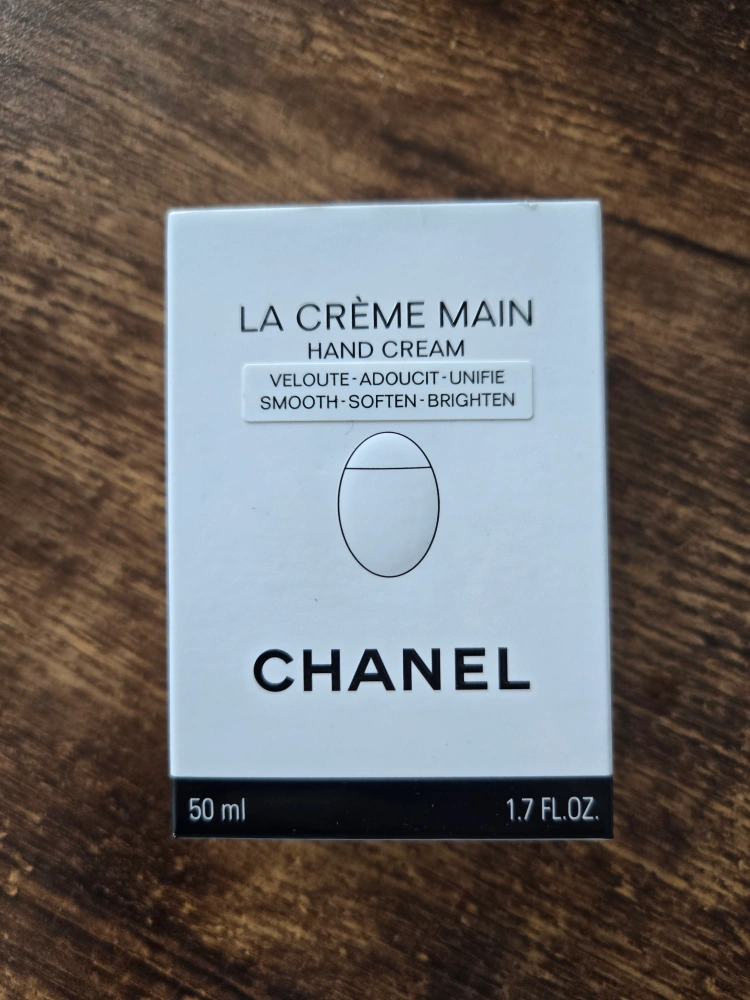 LA CRÈME MAIN
HAND CREAM
VELOUTE-ADOUCIT-UNIFIE
SMOOTH-SOFTEN-BRIGHTEN
CHANEL
50 ml 1.7 FL.OZ.